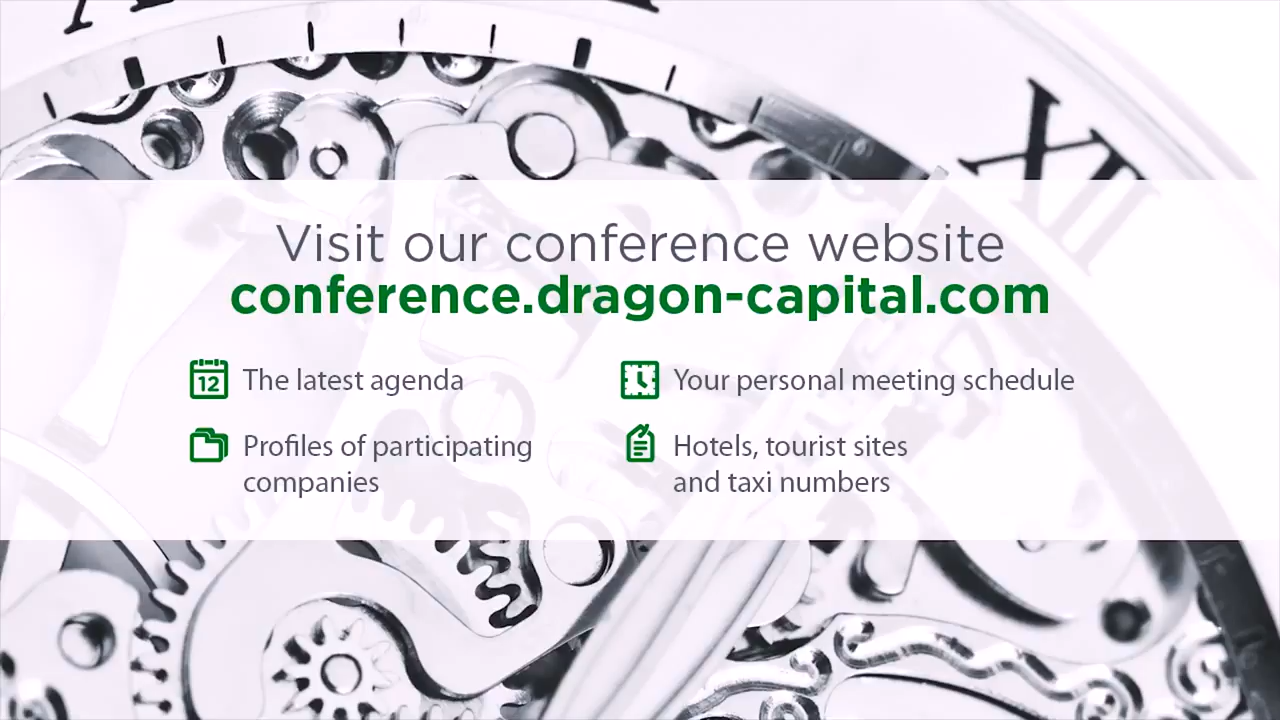 XII
Visit our conference website
conference.dragon-capital.com
12 The latest agenda
Your personal meeting schedule
Profiles of participating
companies
Hotels, tourist sites
and taxi numbers